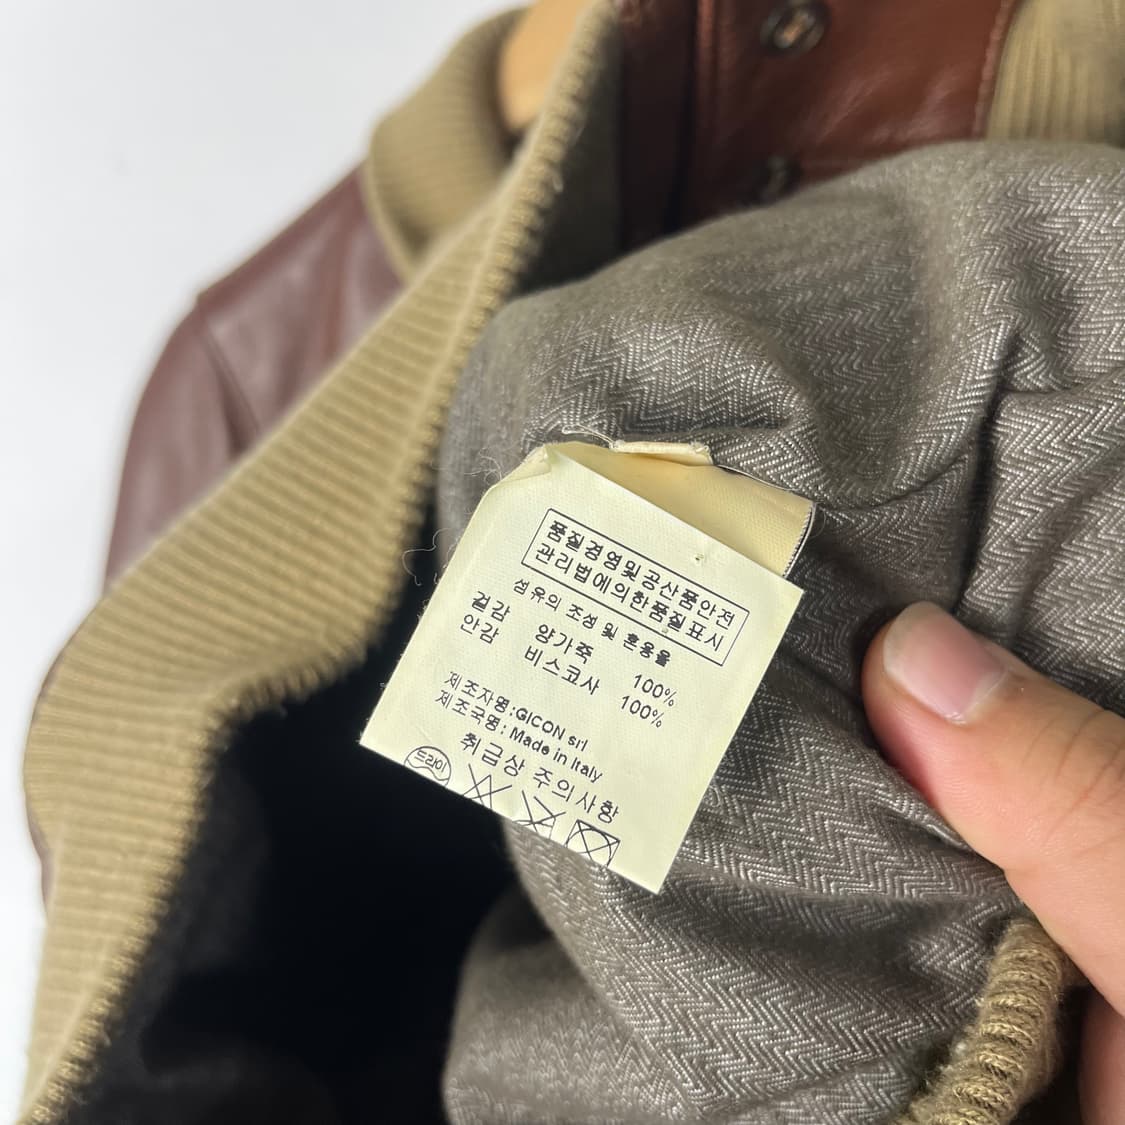 품질경영및공산품안전
관리법에의한품질표시
섬유의 조성 및 혼용율
겉감 양가죽 100%
안감 비스코사 100%
제조자명:GICON srl
제조국명: Made in Italy
취급상 주의사항
드라이